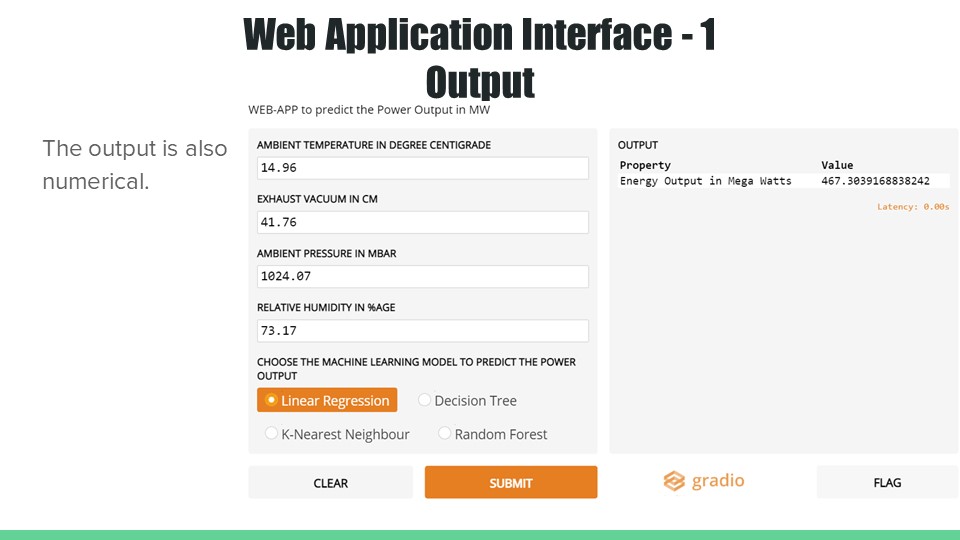 Web Application Interface - 1
Output
WEB-APP to predict the Power Output in MW
The output is also
numerical.
AMBIENT TEMPERATURE IN DEGREE CENTIGRADE
14.96
EXHAUST VACUUM IN CM
41.76
AMBIENT PRESSURE IN MBAR
1024.07
RELATIVE HUMIDITY IN %AGE
73.17
CHOOSE THE MACHINE LEARNING MODEL TO PREDICT THE POWER
OUTPUT
Linear Regression Decision Tree
K-Nearest Neighbour Random Forest
CLEAR SUBMIT
OUTPUT
Property Value
Energy Output in Mega Watts 467.3039168838242
Latency: 0.00s
gradio FLAG